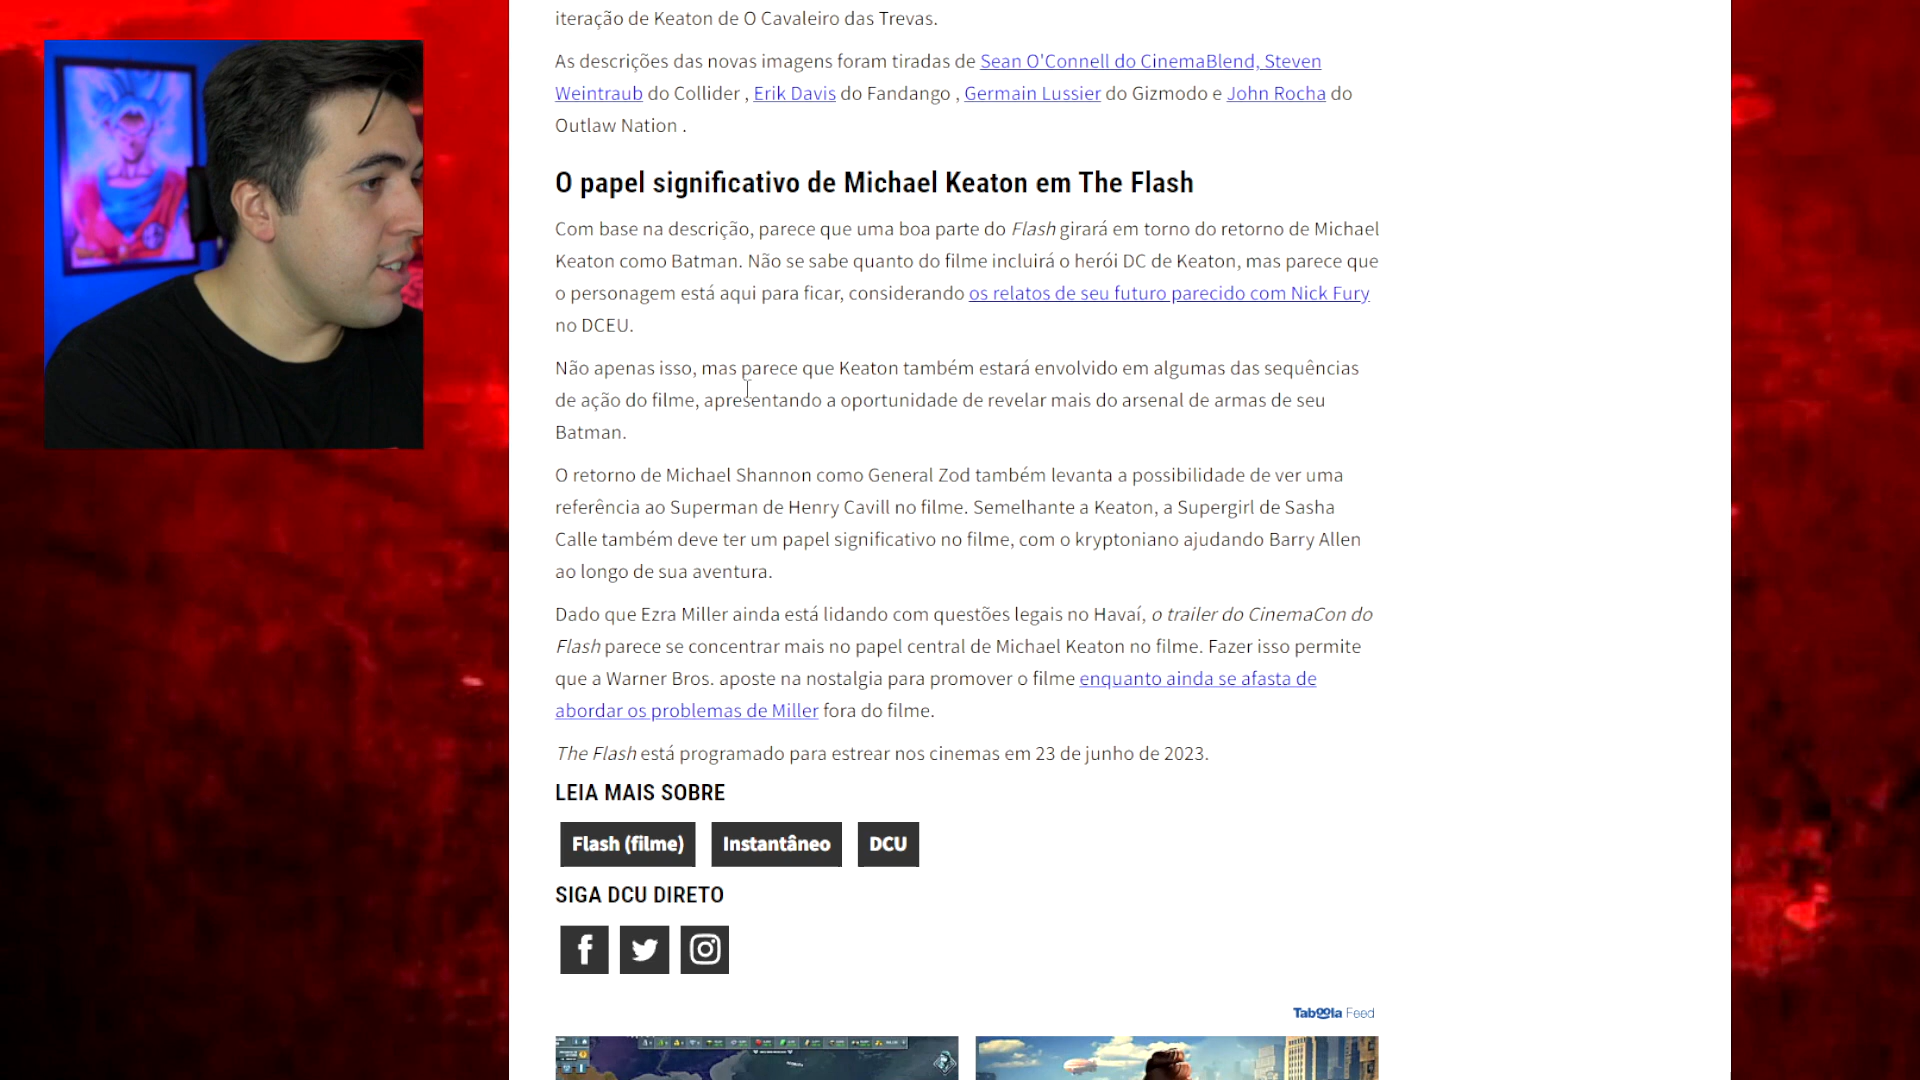 iteração de Keaton de O Cavaleiro das Trevas.
As descrições das novas imagens foram tiradas de Sean O'Connell do CinemaBlend, Steven
Weintraub do Collider , Erik Davis do Fandango , Germain Lussier do Gizmodo e John Rocha do
Outlaw Nation .
O papel significativo de Michael Keaton em The Flash
Com base na descrição, parece que uma boa parte do Flash girará em torno do retorno de Michael
Keaton como Batman. Não se sabe quanto do filme incluirá o herói DC de Keaton, mas parece que
o personagem está aqui para ficar, considerando os relatos de seu futuro parecido com Nick Fury
no DCEU.
Não apenas isso, mas parece que Keaton também estará envolvido em algumas das sequências
de ação do filme, apresentando a oportunidade de revelar mais do arsenal de armas de seu
Batman.
O retorno de Michael Shannon como General Zod também levanta a possibilidade de ver uma
referência ao Superman de Henry Cavill no filme. Semelhante a Keaton, a Supergirl de Sasha
Calle também deve ter um papel significativo no filme, com o kryptoniano ajudando Barry Allen
ao longo de sua aventura.
Dado que Ezra Miller ainda está lidando com questões legais no Havaí, o trailer do CinemaCon do
Flash parece se concentrar mais no papel central de Michael Keaton no filme. Fazer isso permite
que a Warner Bros. aposte na nostalgia para promover o filme enquanto ainda se afasta de
abordar os problemas de Miller fora do filme.
The Flash está programado para estrear nos cinemas em 23 de junho de 2023.
LEIA MAIS SOBRE
Flash (filme) Instantâneo DCU
SIGA DCU DIRETO
Taboola Feed